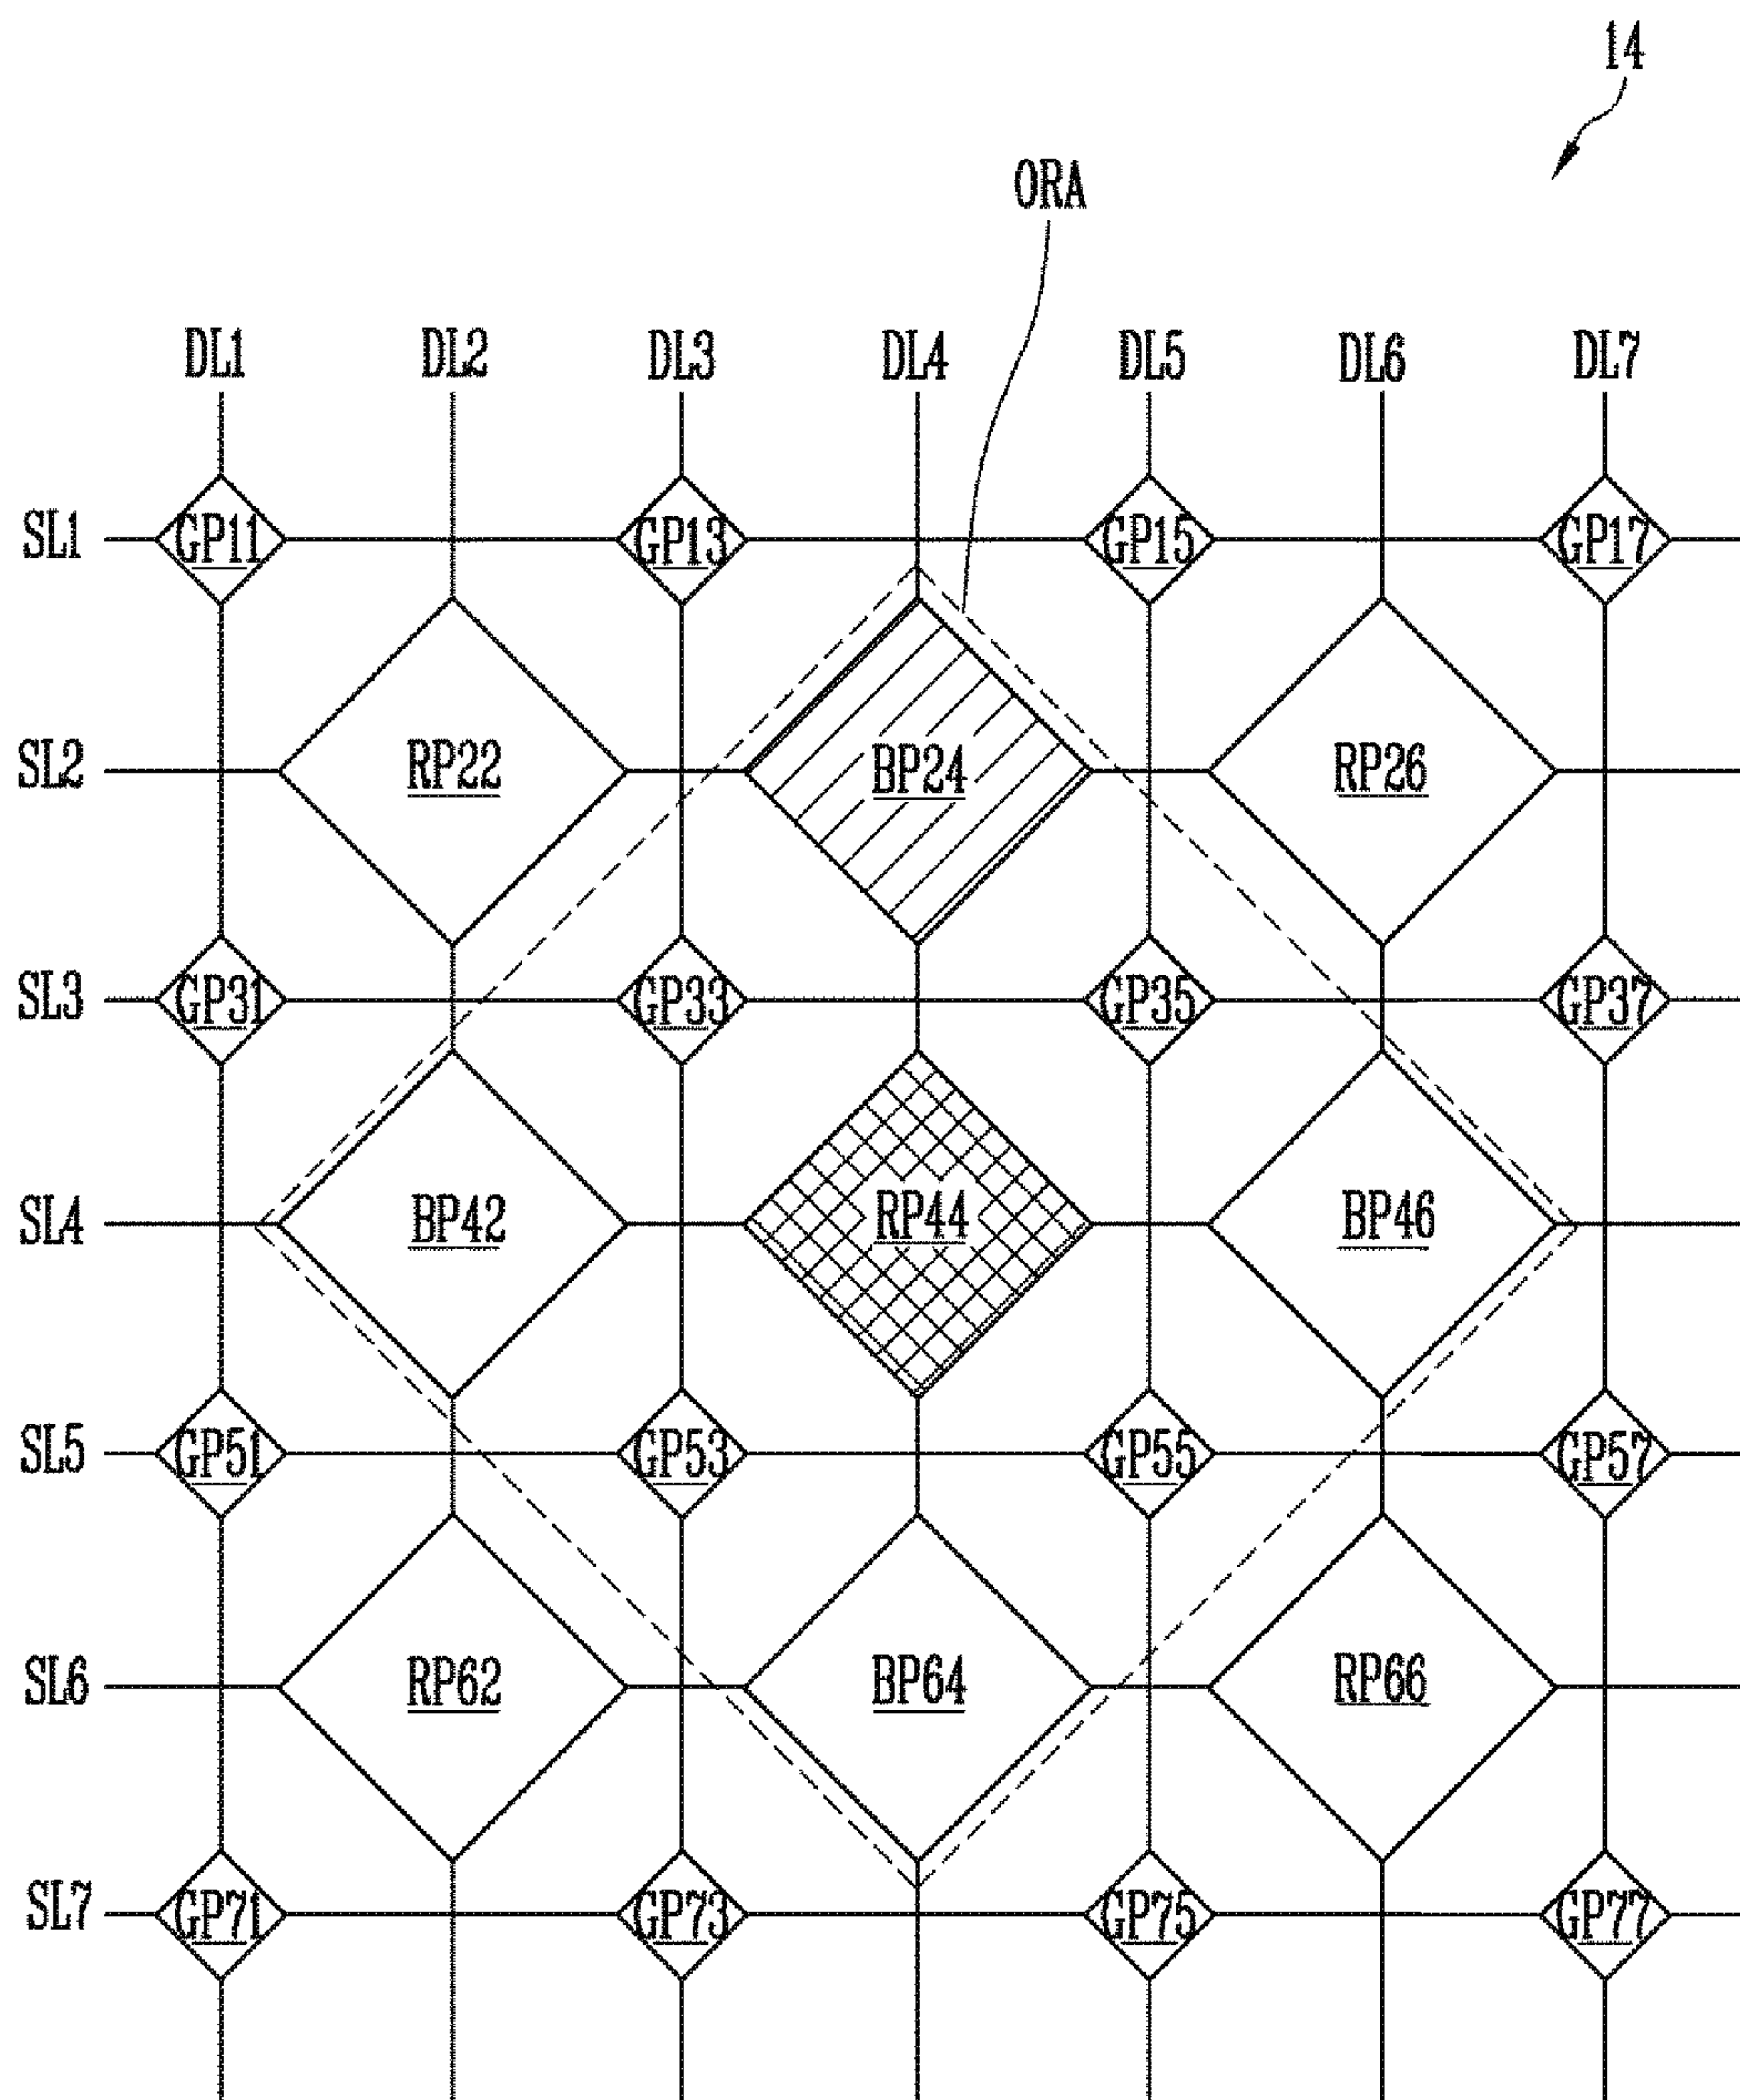 14
ORA
DL1 DL2 DL3 DL4 DL5 DL6 DL7
SL1 GP11 GP13 GP15 GP17
SL2 RP22 BP24 RP26
SL3 GP31 GP33 GP35 GP37
SL4 BP42 RP44 BP46
SL5 GP51 GP53 GP55 GP57
SL6 RP62 BP64 RP66
SL7 GP71 GP73 GP75 GP77